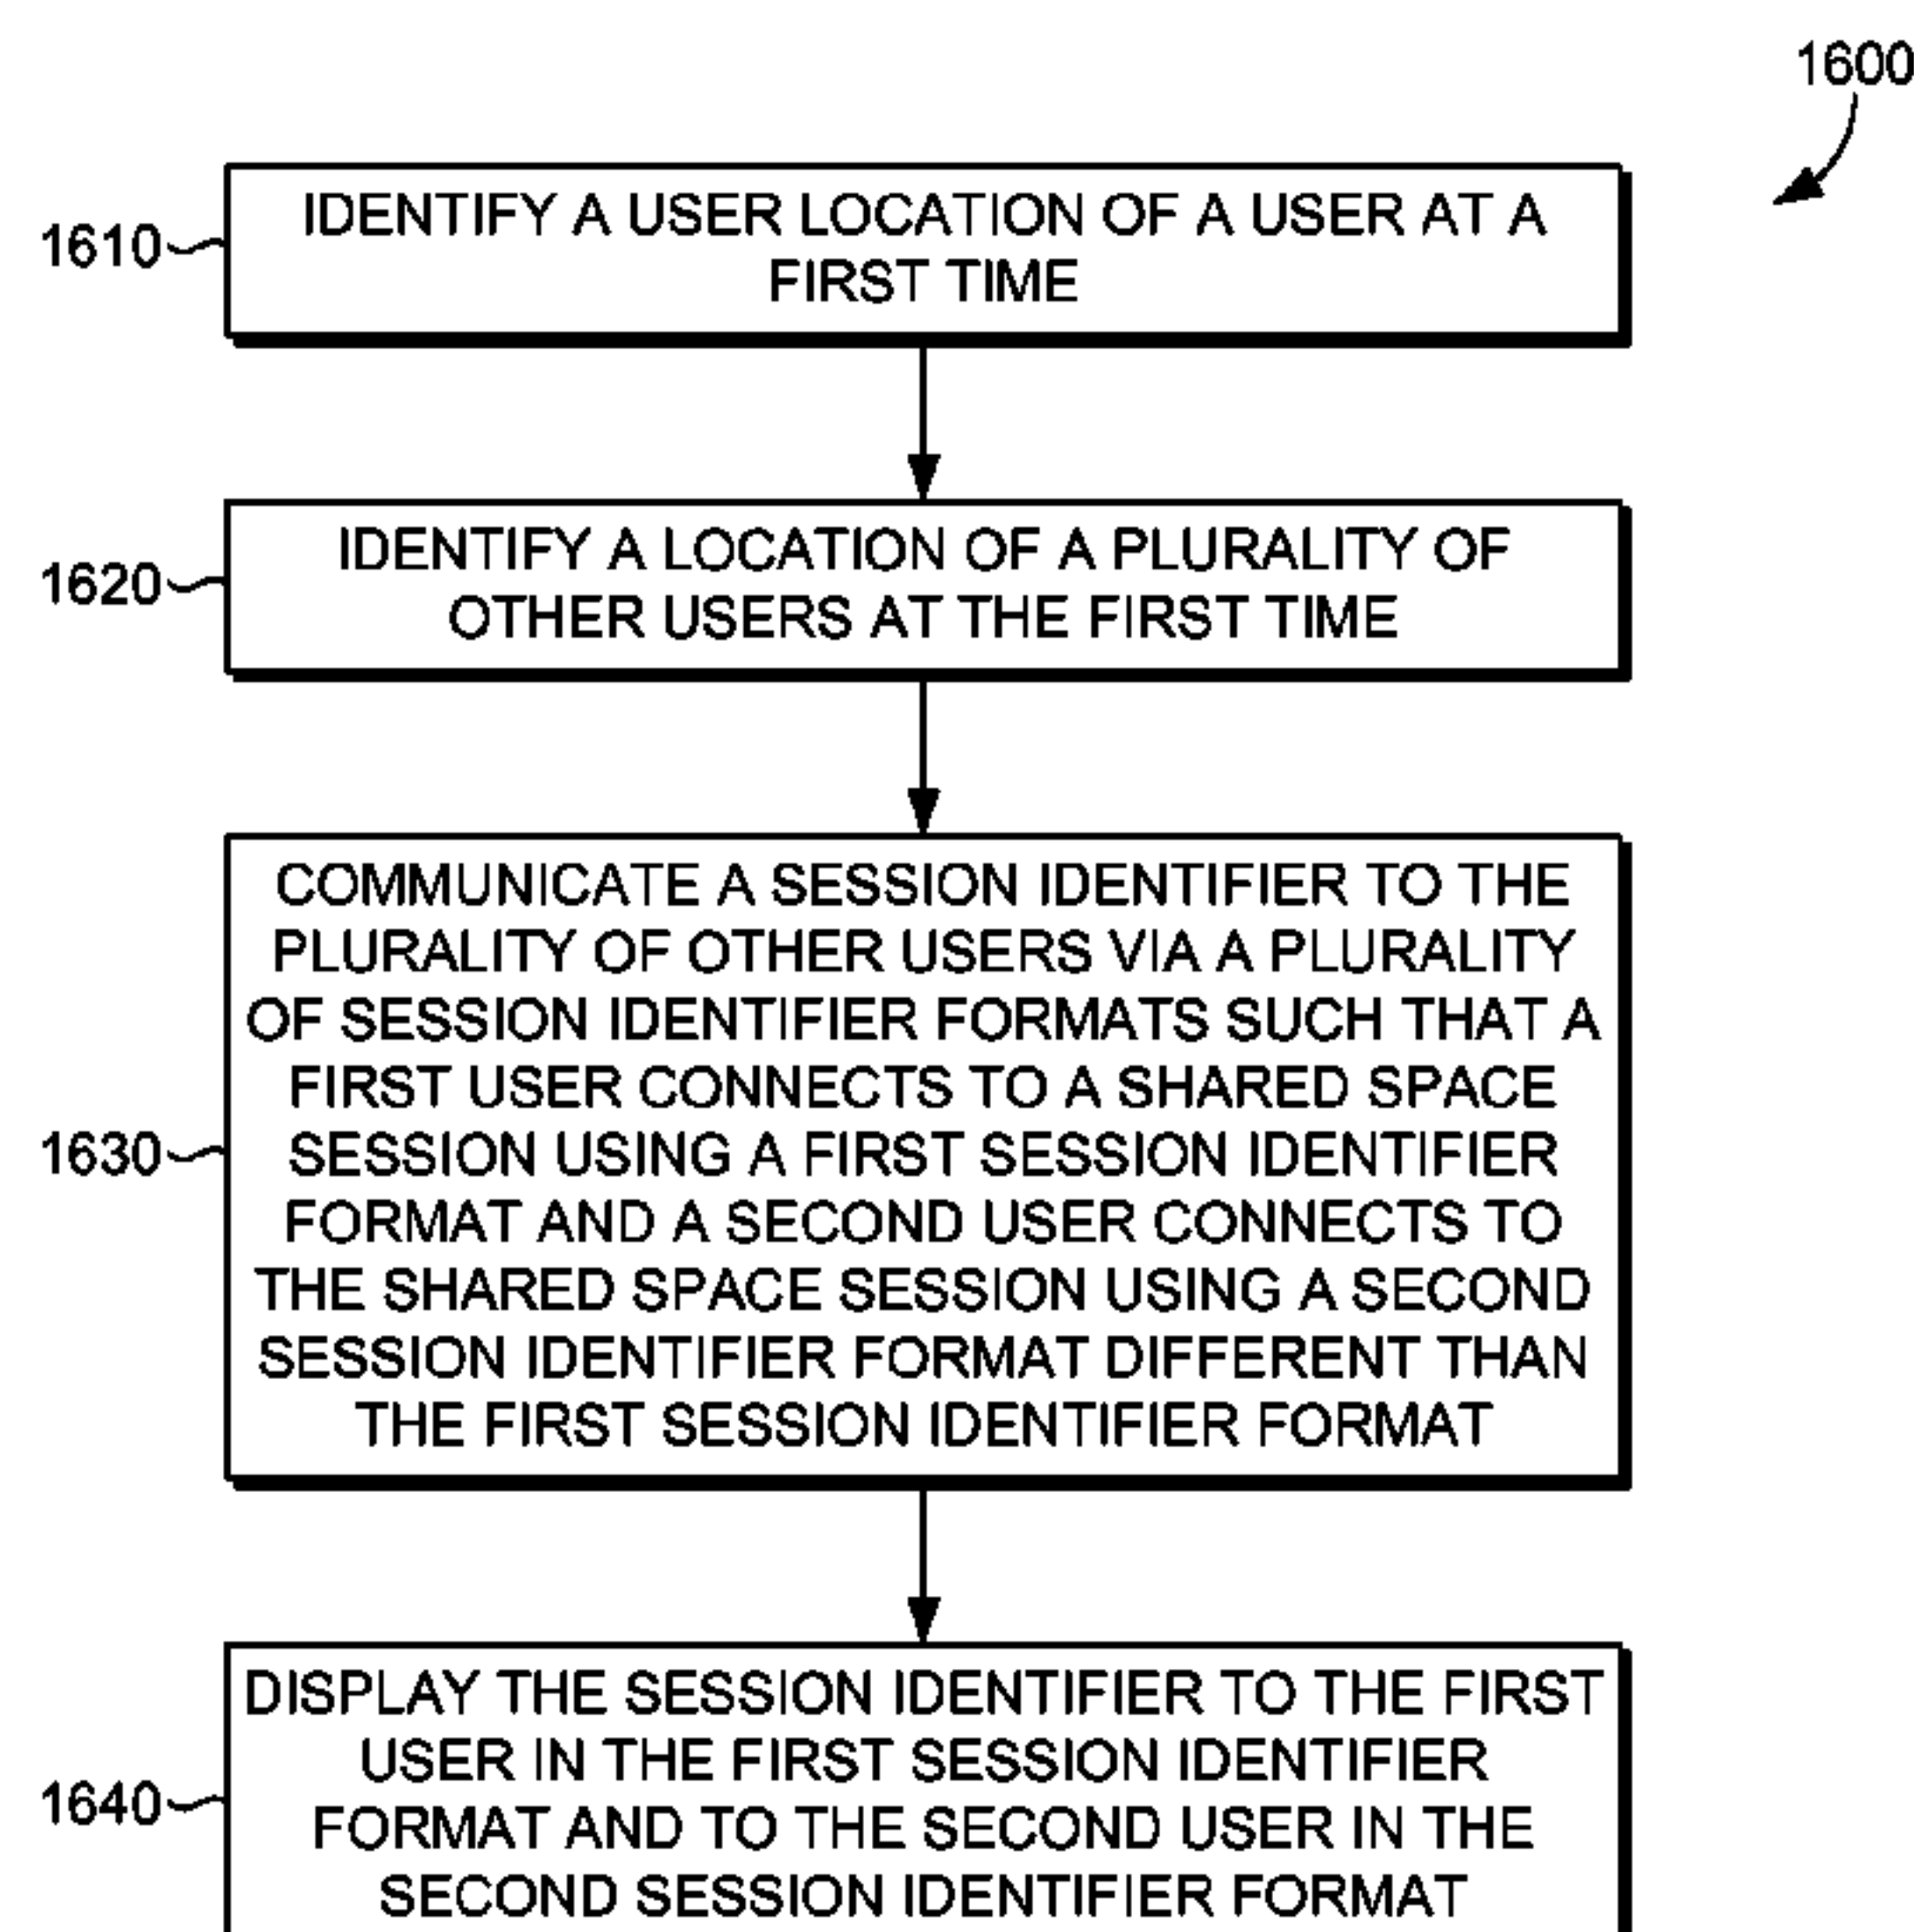 1600
1610
IDENTIFY A USER LOCATION OF A USER AT A
FIRST TIME
1620
IDENTIFY A LOCATION OF A PLURALITY OF
OTHER USERS AT THE FIRST TIME
1630
COMMUNICATE A SESSION IDENTIFIER TO THE
PLURALITY OF OTHER USERS VIA A PLURALITY
OF SESSION IDENTIFIER FORMATS SUCH THAT A
FIRST USER CONNECTS TO A SHARED SPACE
SESSION USING A FIRST SESSION IDENTIFIER
FORMAT AND A SECOND USER CONNECTS TO
THE SHARED SPACE SESSION USING A SECOND
SESSION IDENTIFIER FORMAT DIFFERENT THAN
THE FIRST SESSION IDENTIFIER FORMAT
1640
DISPLAY THE SESSION IDENTIFIER TO THE FIRST
USER IN THE FIRST SESSION IDENTIFIER
FORMAT AND TO THE SECOND USER IN THE
SECOND SESSION IDENTIFIER FORMAT